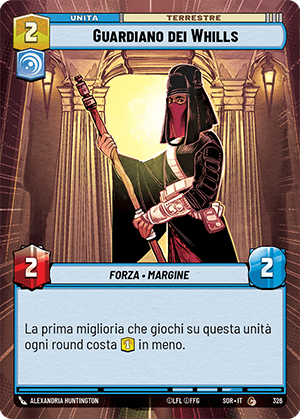 UNITÀ
TERRESTRE
2
GUARDIANO DEI WHILLS
2
2
FORZA • MARGINE
La prima miglioria che giochi su questa unità
ogni round costa 1 in meno.
ALEXANDRIA HUNTINGTON
©LFL ©FFG
SOR • IT
C
326